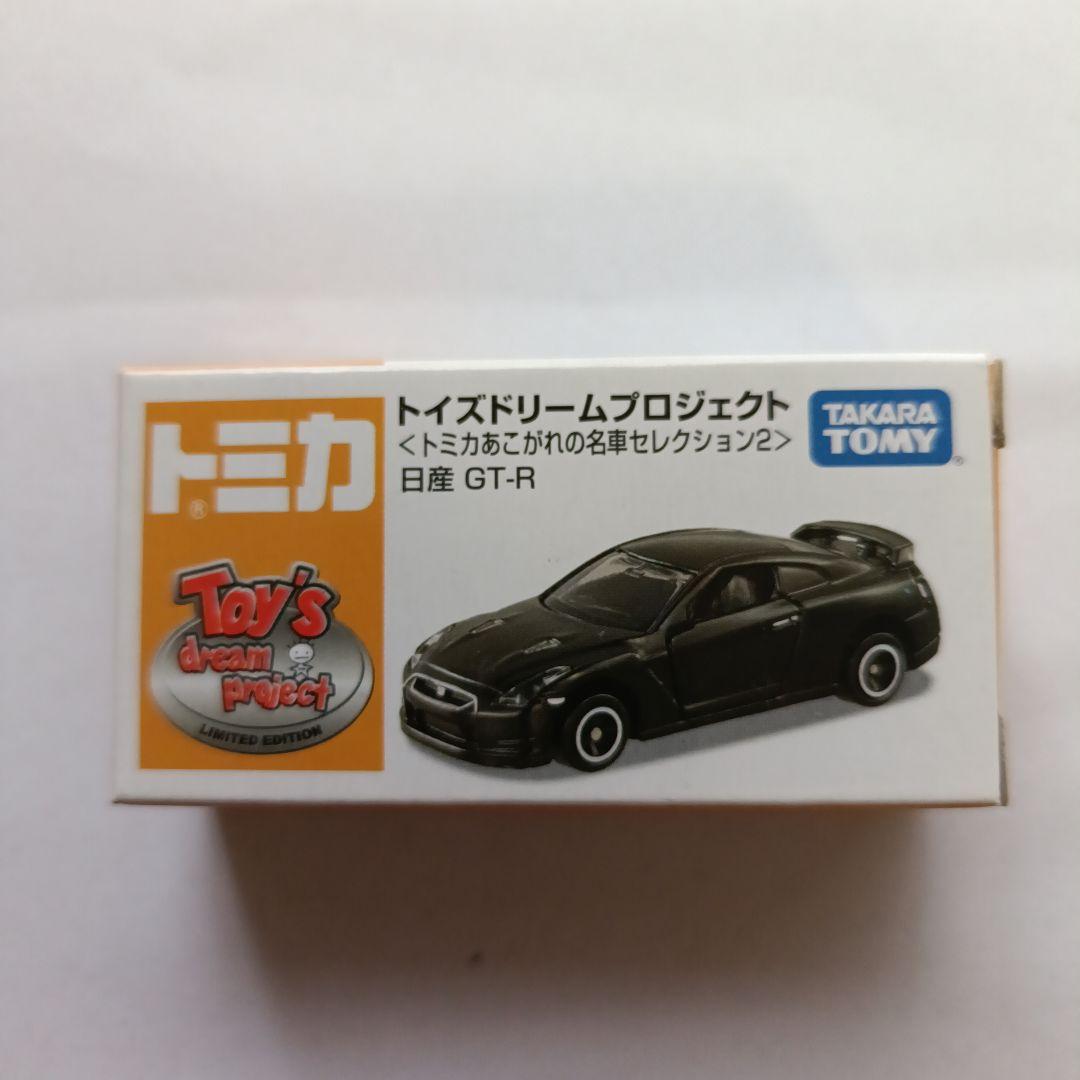 トミカ
®
Toy's
dream
project
LIMITED EDITION
トイズドリームプロジェクト
<トミカあこがれの名車セレクション2>
日産 GT-R
TAKARA
TOMY®